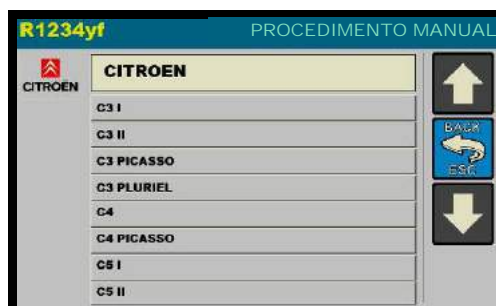 R1234yf PROCEDIMENTO MANUAL
CITROËN
CITROEN
C3 I
C3 II
C3 PICASSO
C3 PLURIEL
C4
C4 PICASSO
C5 I
C5 II
BACK
ESC